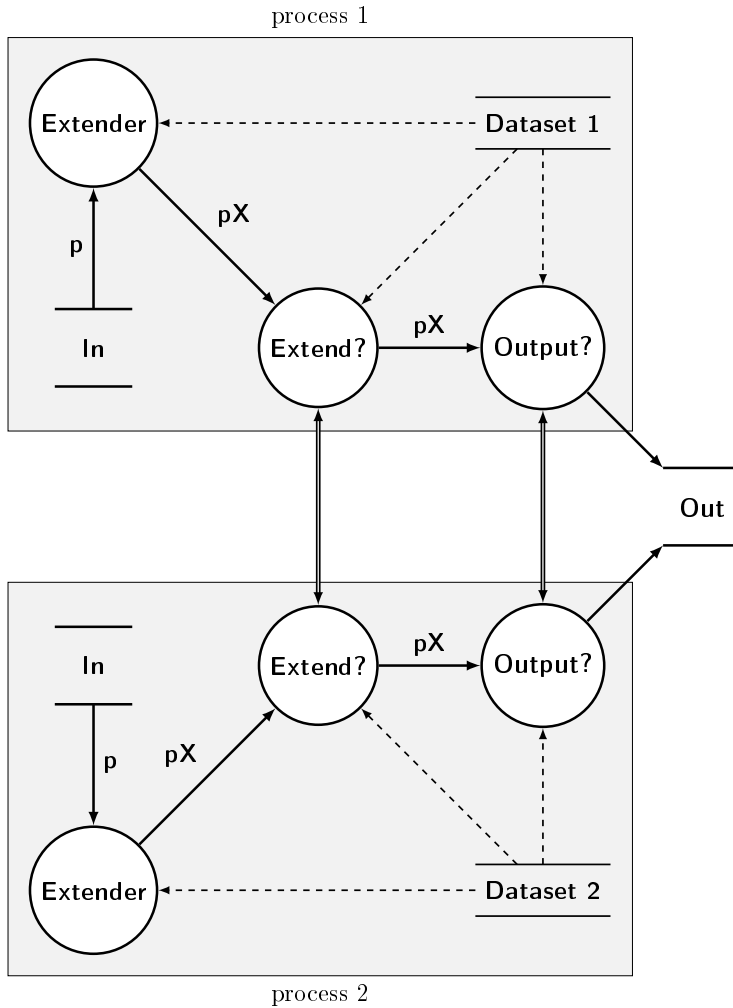 process 1
Extender
Dataset 1
pX
p
pX
In
Extend?
Output?
Out
In
Extend?
pX
Output?
pX
p
Extender
Dataset 2
process 2